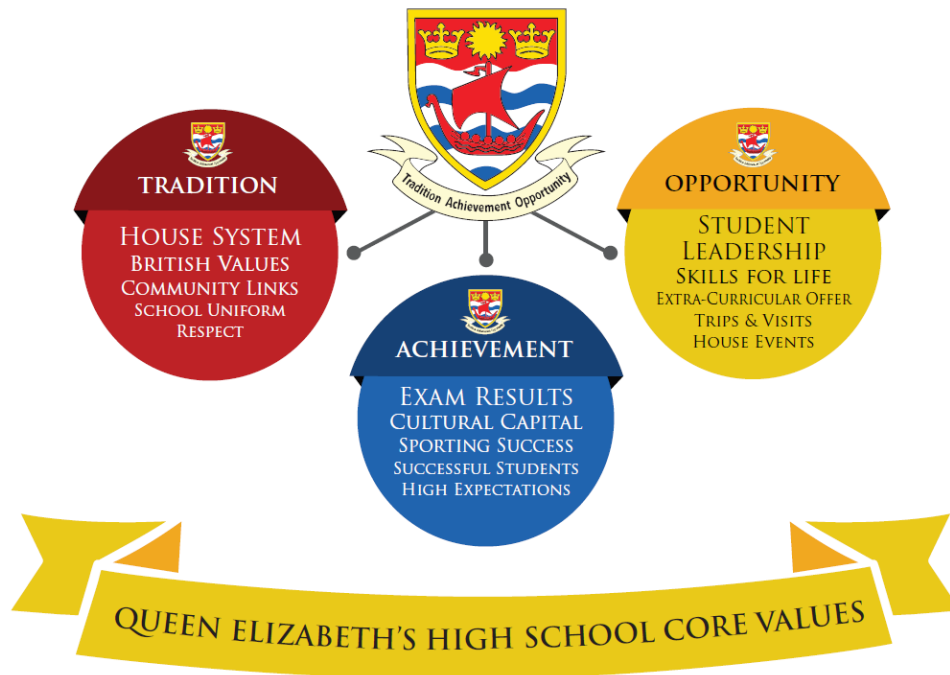 Tradition Achievement Opportunity
TRADITION
HOUSE SYSTEM
BRITISH VALUES
COMMUNITY LINKS
SCHOOL UNIFORM
RESPECT
ACHIEVEMENT
EXAM RESULTS
CULTURAL CAPITAL
SPORTING SUCCESS
SUCCESSFUL STUDENTS
HIGH EXPECTATIONS
OPPORTUNITY
STUDENT
LEADERSHIP
SKILLS FOR LIFE
EXTRA-CURRICULAR OFFER
TRIPS & VISITS
HOUSE EVENTS
QUEEN ELIZABETH'S HIGH SCHOOL CORE VALUES